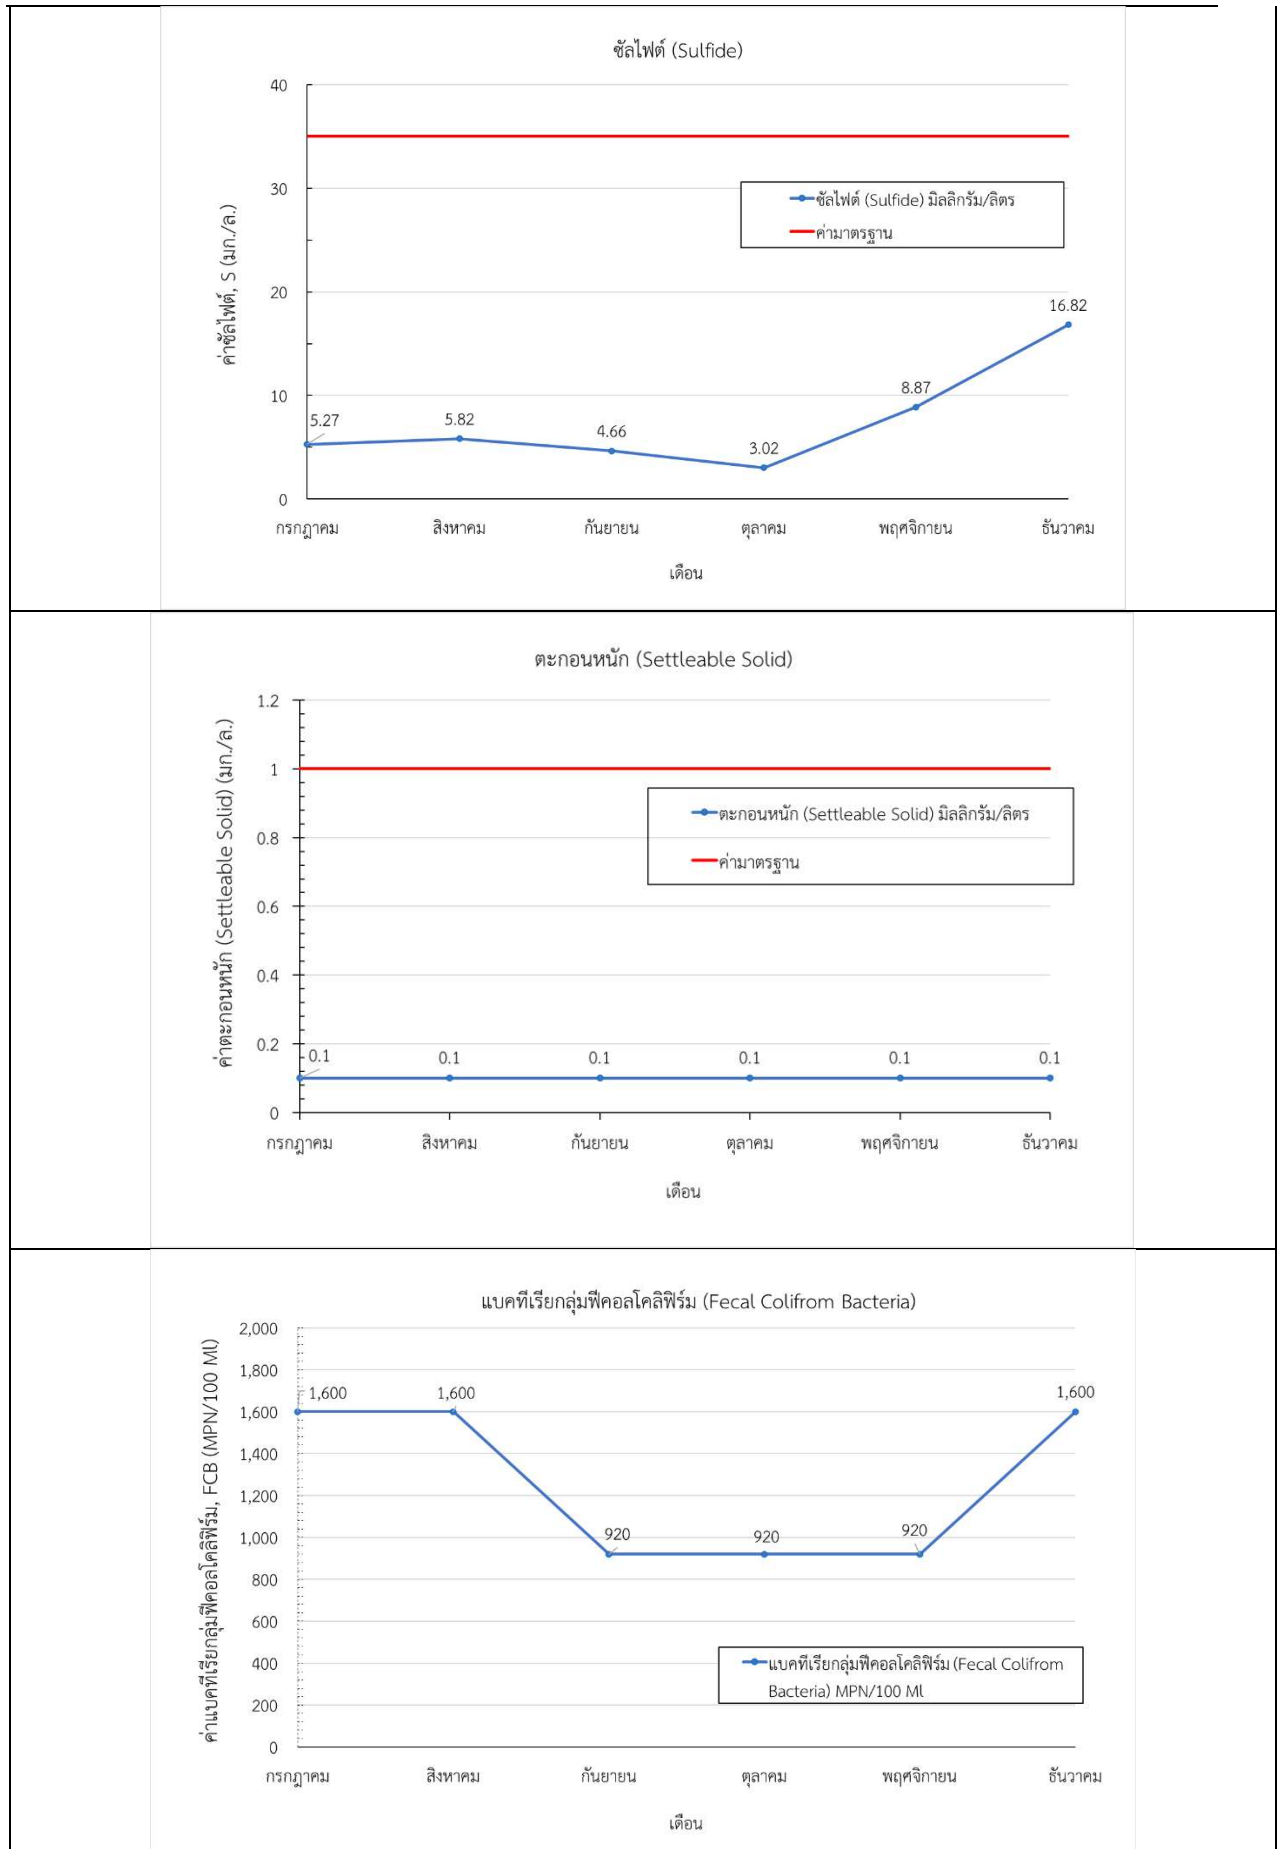 ซัลไฟต์ (Sulfide)
40
30
20
10
0
ค่าซัลไฟต์, S (มก./ล.)
ซัลไฟต์ (Sulfide) มิลลิกรัม/ลิตร
ค่ามาตรฐาน
5.27
5.82
4.66
3.02
8.87
16.82
กรกฎาคม
สิงหาคม
กันยายน
ตุลาคม
พฤศจิกายน
ธันวาคม
เดือน
ตะกอนหนัก (Settleable Solid)
1.2
1
0.8
0.6
0.4
0.2
0
ค่าตะกอนหนัก (Settleable Solid) (มก./ล.)
ตะกอนหนัก (Settleable Solid) มิลลิกรัม/ลิตร
ค่ามาตรฐาน
0.1
0.1
0.1
0.1
0.1
0.1
กรกฎาคม
สิงหาคม
กันยายน
ตุลาคม
พฤศจิกายน
ธันวาคม
เดือน
แบคทีเรียกลุ่มฟีคอลโคลิฟิร์ม (Fecal Colifrom Bacteria)
2,000
1,800
1,600
1,400
1,200
1,000
800
600
400
200
0
ค่าแบคทีเรียกลุ่มฟีคอลโคลิฟิร์ม, FCB (MPN/100 Ml)
1,600
1,600
920
920
920
1,600
แบคทีเรียกลุ่มฟีคอลโคลิฟิร์ม (Fecal Colifrom
Bacteria) MPN/100 Ml
กรกฎาคม
สิงหาคม
กันยายน
ตุลาคม
พฤศจิกายน
ธันวาคม
เดือน